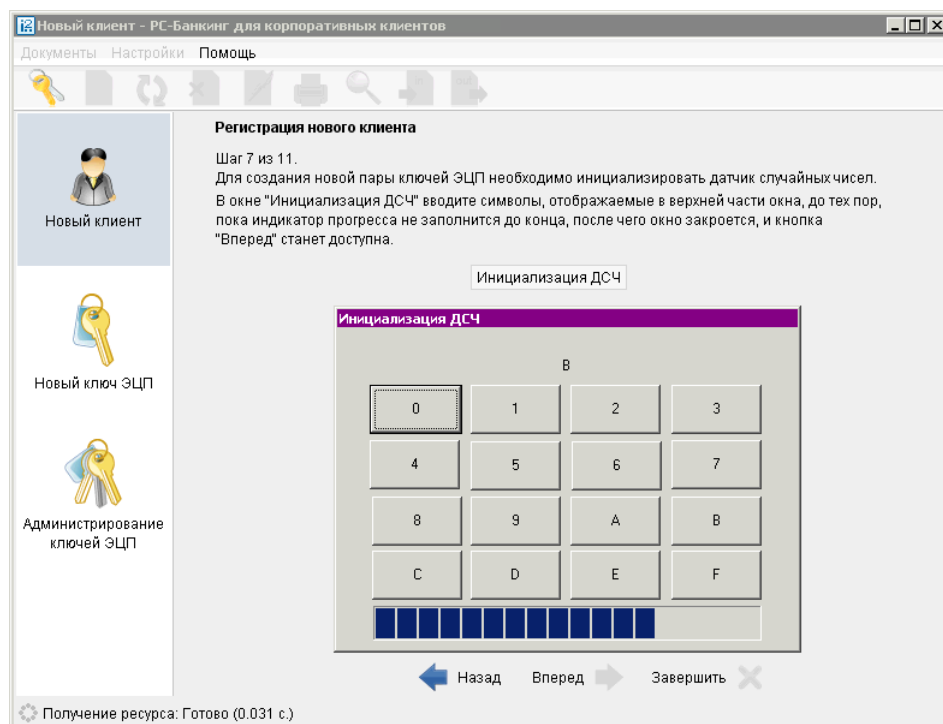 Новый клиент - РС-Банкинг для корпоративных клиентов
Документы Настройки Помощь
Новый клиент
Новый ключ ЭЦП
Администрирование
ключей ЭЦП
Регистрация нового клиента
Шаг 7 из 11.
Для создания новой пары ключей ЭЦП необходимо инициализировать датчик случайных чисел.
В окне "Инициализация ДСЧ" вводите символы, отображаемые в верхней части окна, до тех пор,
пока индикатор прогресса не заполнится до конца, после чего окно закроется, и кнопка
"Вперед" станет доступна.
Инициализация ДСЧ
Инициализация ДСЧ
B
0 1 2 3
4 5 6 7
8 9 A B
C D E F
Назад Вперед Завершить
Получение ресурса: Готово (0.031 с.)